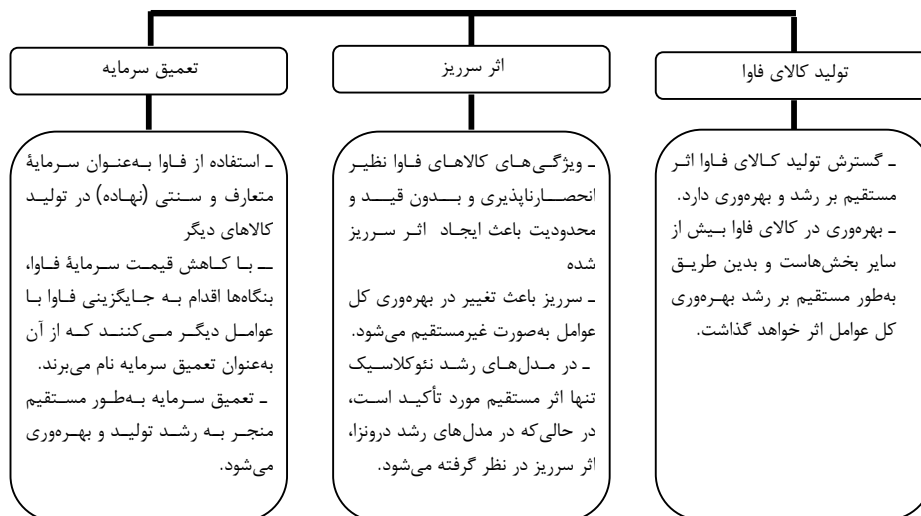 تولید کالای فاوا
ـ گسترش تولید کالای فاوا اثر
مستقیم بر رشد و بهره‌وری دارد.
ـ بهره‌وری در کالای فاوا بیش از
سایر بخش‌هاست و بدین طریق
به‌طور مستقیم بر رشد بهره‌وری
کل عوامل اثر خواهد گذاشت.
اثر سرریز
ـ ویژگی‌های کالاهای فاوا نظیر
انحصارناپذیری و بدون قید و
محدودیت باعث ایجاد اثر سرریز
شده
ـ سرریز باعث تغییر در بهره‌وری کل
عوامل به‌صورت غیرمستقیم می‌شود.
ـ در مدل‌های رشد نئوکلاسیک
تنها اثر مستقیم مورد تأکید است،
در حالی‌که در مدل‌های رشد درونزا،
اثر سرریز در نظر گرفته می‌شود.
تعمیق سرمایه
ـ استفاده از فاوا به‌عنوان سرمایۀ
متعارف و سنتی (نهاده) در تولید
کالاهای دیگر
ـ با کاهش قیمت سرمایۀ فاوا،
بنگاه‌ها اقدام به جایگزینی فاوا با
عوامل دیگر می‌کنند که از آن
به‌عنوان تعمیق سرمایه نام می‌برند.
ـ تعمیق سرمایه به‌طور مستقیم
منجر به رشد تولید و بهره‌وری
می‌شود.